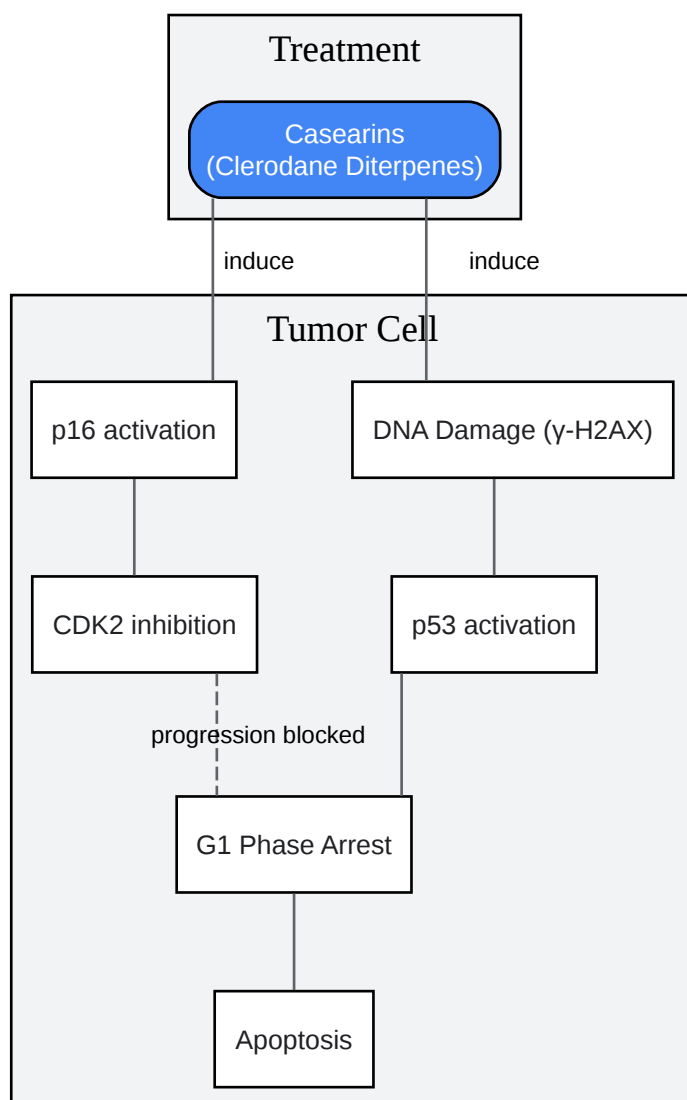 Treatment
Casearins
(Clerodane Diterpenes)
induce
induce
Tumor Cell
p16 activation
DNA Damage (γ-H2AX)
CDK2 inhibition
p53 activation
progression blocked
G1 Phase Arrest
Apoptosis